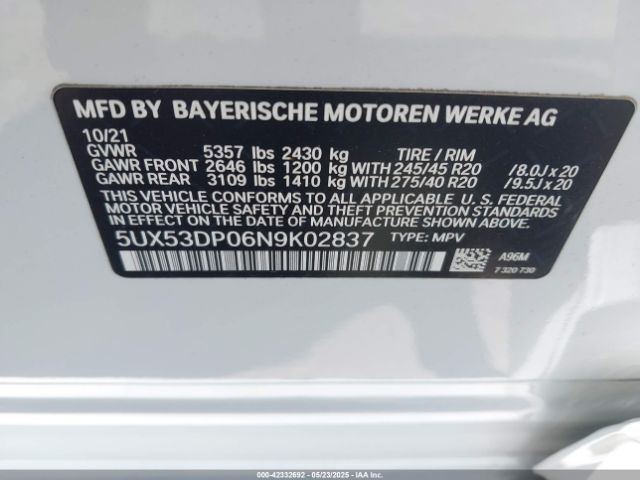 MFD BY BAYERISCHE MOTOREN WERKE AG
10/21
GVWR 5357 lbs 2430 kg TIRE / RIM
GAWR FRONT 2646 lbs 1200 kg WITH 245/45 R20 /8.0J x 20
GAWR REAR 3109 lbs 1410 kg WITH 275/40 R20 /9.5J x 20
THIS VEHICLE CONFORMS TO ALL APPLICABLE U. S. FEDERAL
MOTOR VEHICLE SAFETY AND THEFT PREVENTION STANDARDS
IN EFFECT ON THE DATE OF MANUFACTURE SHOWN ABOVE.
5UX53DP06N9K02837 TYPE: MPV
A96M
7 320 730
000-42332692 - 05/23/2025 - IAA Inc.